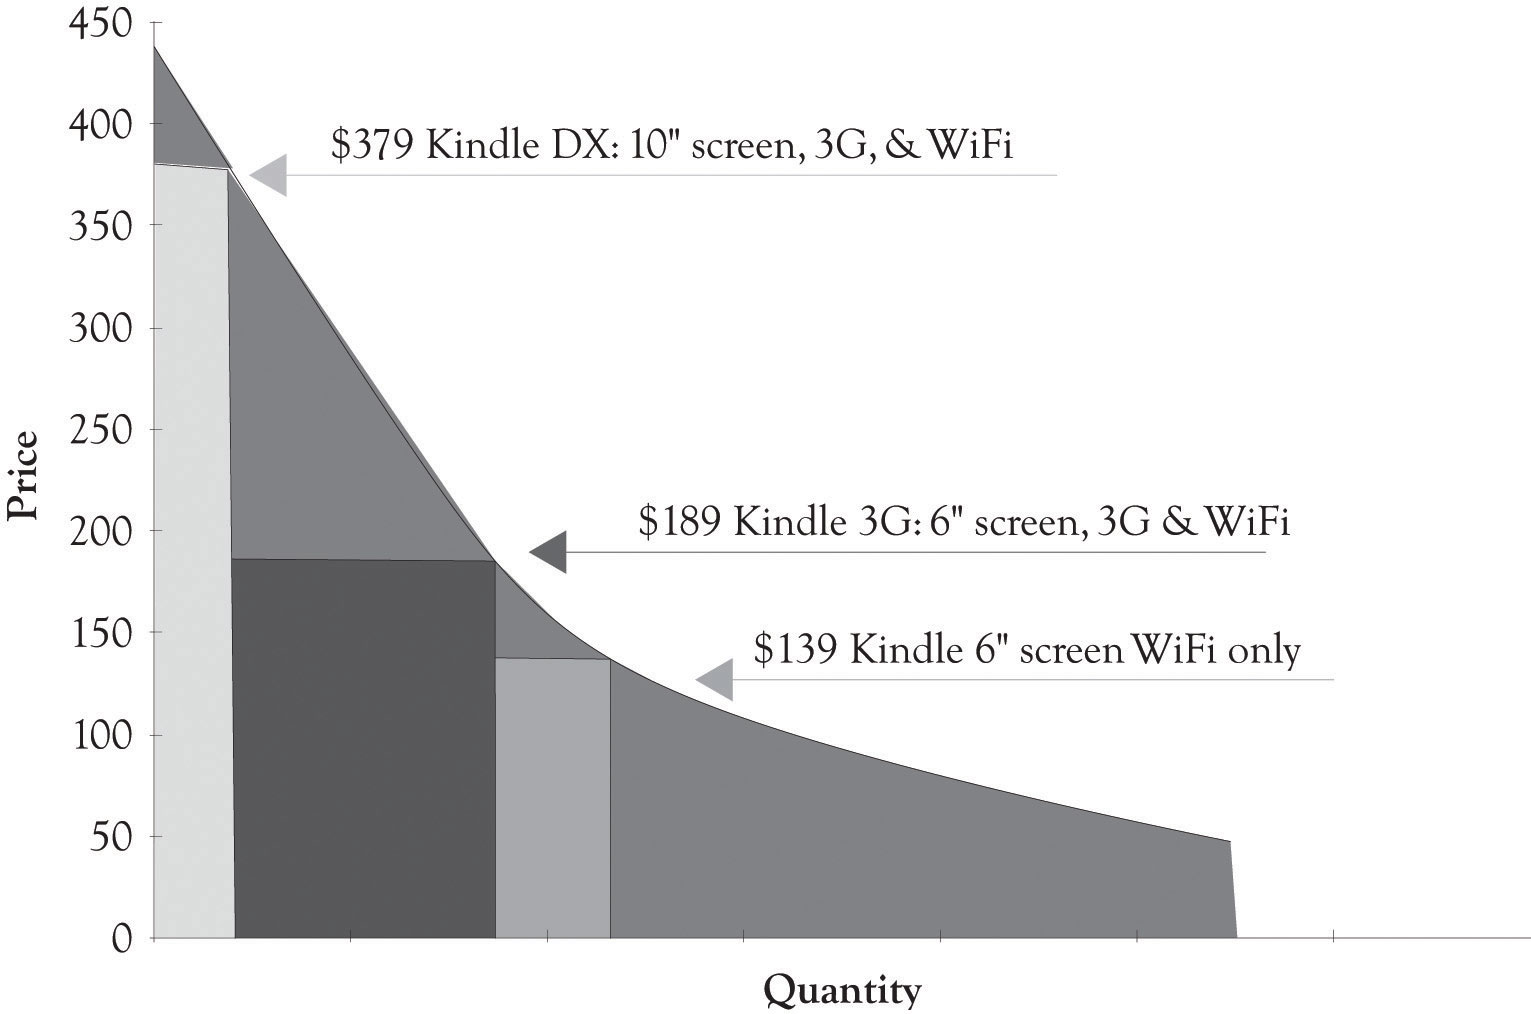 450
400
350
300
250
200
150
100
50
0
Price
$379 Kindle DX: 10" screen, 3G, & WiFi
$189 Kindle 3G: 6" screen, 3G & WiFi
$139 Kindle 6" screen WiFi only
Quantity